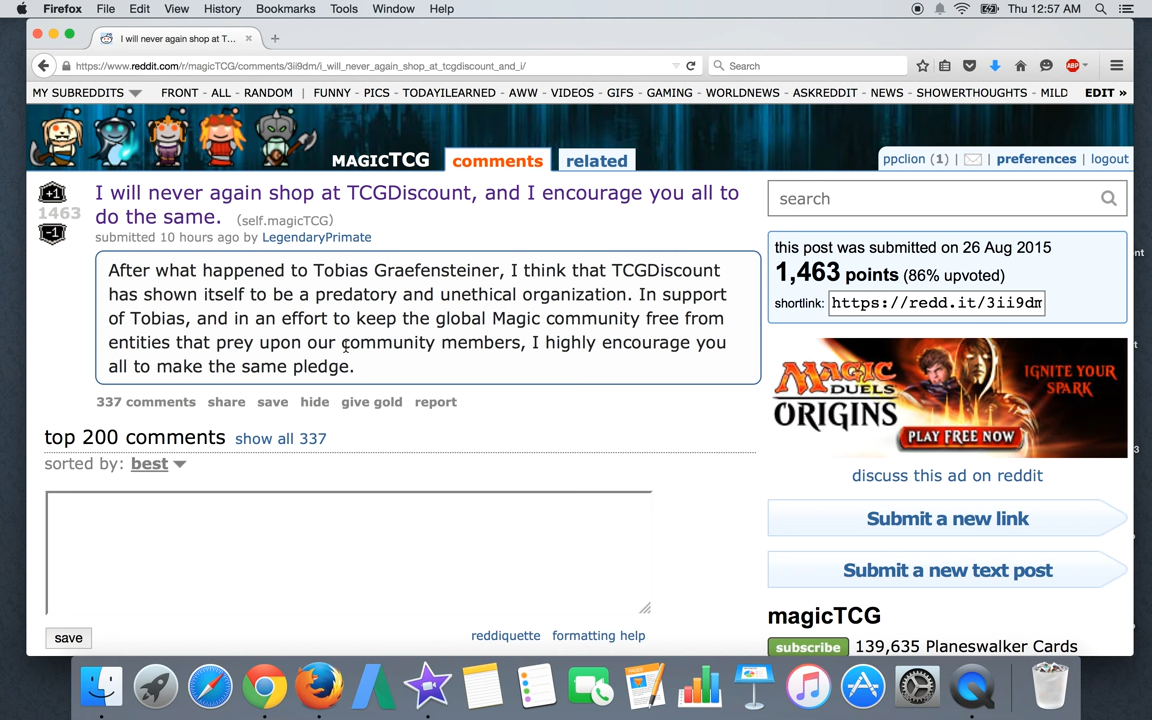 Firefox File Edit View History Bookmarks Tools Window Help Thu 12:57 AM
I will never again shop at T...
https://www.reddit.com/r/magicTCG/comments/3ii9dm/i_will_never_again_shop_at_tcgdiscount_and_i/ Search ABP
MY SUBREDDITS FRONT - ALL - RANDOM | FUNNY - PICS - TODAYILEARNED - AWW - VIDEOS - GIFS - GAMING - WORLDNEWS - ASKREDDIT - NEWS - SHOWERTHOUGHTS - MILD EDIT »
MAGICTCG comments related ppclion (1) | preferences | logout
+1
1463
-1
I will never again shop at TCGDiscount, and I encourage you all to
do the same. (self.magicTCG)
submitted 10 hours ago by LegendaryPrimate
After what happened to Tobias Graefensteiner, I think that TCGDiscount
has shown itself to be a predatory and unethical organization. In support
of Tobias, and in an effort to keep the global Magic community free from
entities that prey upon our community members, I highly encourage you
all to make the same pledge.
337 comments share save hide give gold report
top 200 comments show all 337
sorted by: best
save reddiquette formatting help
search
this post was submitted on 26 Aug 2015
1,463 points (86% upvoted)
shortlink: https://redd.it/3ii9dm
MAGIC DUELS
ORIGINS
IGNITE YOUR
SPARK
PLAY FREE NOW
discuss this ad on reddit
Submit a new link
Submit a new text post
magicTCG
subscribe 139,635 Planeswalker Cards